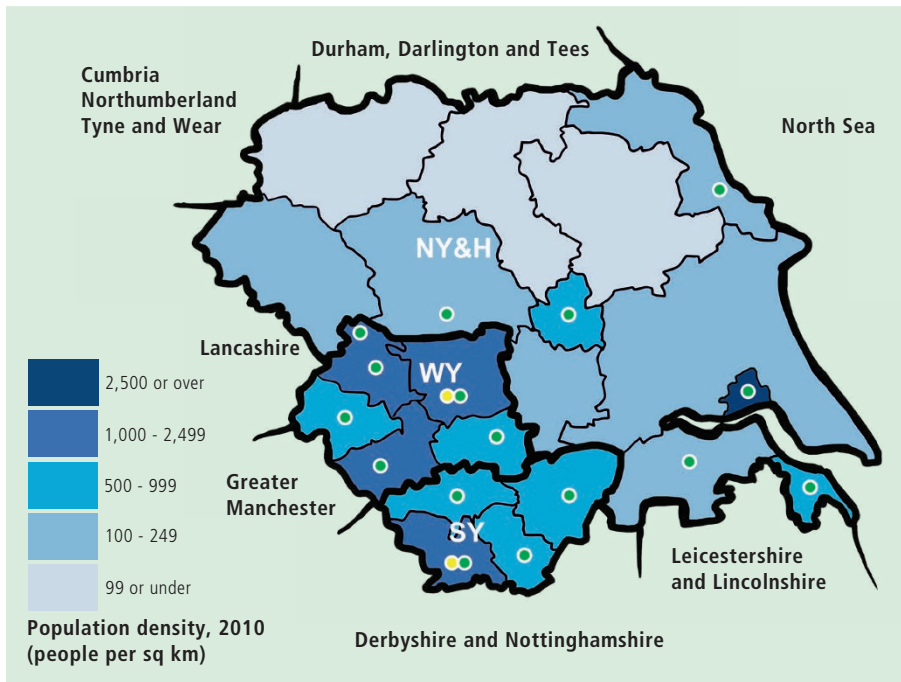 Durham, Darlington and Tees
Cumbria
Northumberland
Tyne and Wear
North Sea
NY&H
Lancashire
WY
2,500 or over
1,000 - 2,499
500 - 999
100 - 249
99 or under
Greater
Manchester
SY
Leicestershire
and Lincolnshire
Population density, 2010
(people per sq km)
Derbyshire and Nottinghamshire